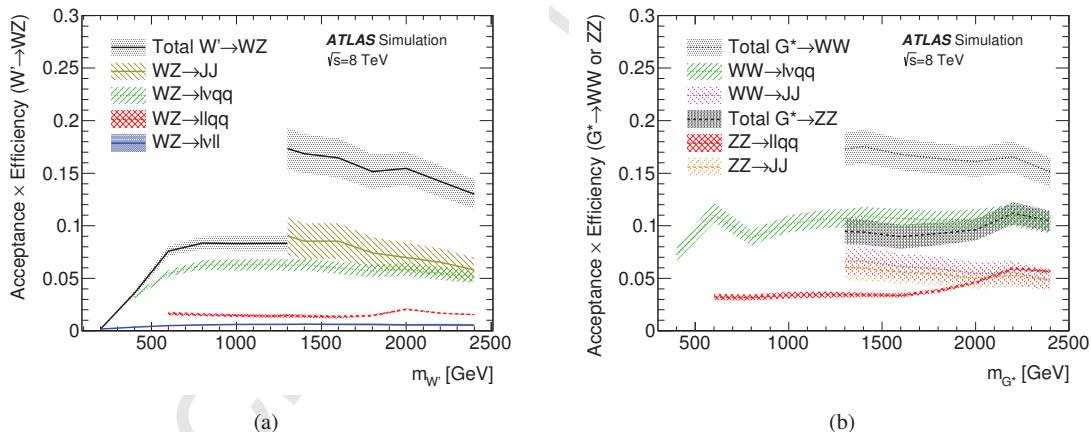 Acceptance × Efficiency (W'→WZ)
0.3
0.25
0.2
0.15
0.1
0.05
0
Total W'→WZ
WZ→JJ
WZ→lνqq
WZ→llqq
WZ→lνll
ATLAS Simulation
√s=8 TeV
500 1000 1500 2000 2500
m_W' [GeV]
(a)
Acceptance × Efficiency (G*→WW or ZZ)
0.3
0.25
0.2
0.15
0.1
0.05
0
Total G*→WW
WW→lνqq
WW→JJ
Total G*→ZZ
ZZ→llqq
ZZ→JJ
ATLAS Simulation
√s=8 TeV
500 1000 1500 2000 2500
m_G* [GeV]
(b)